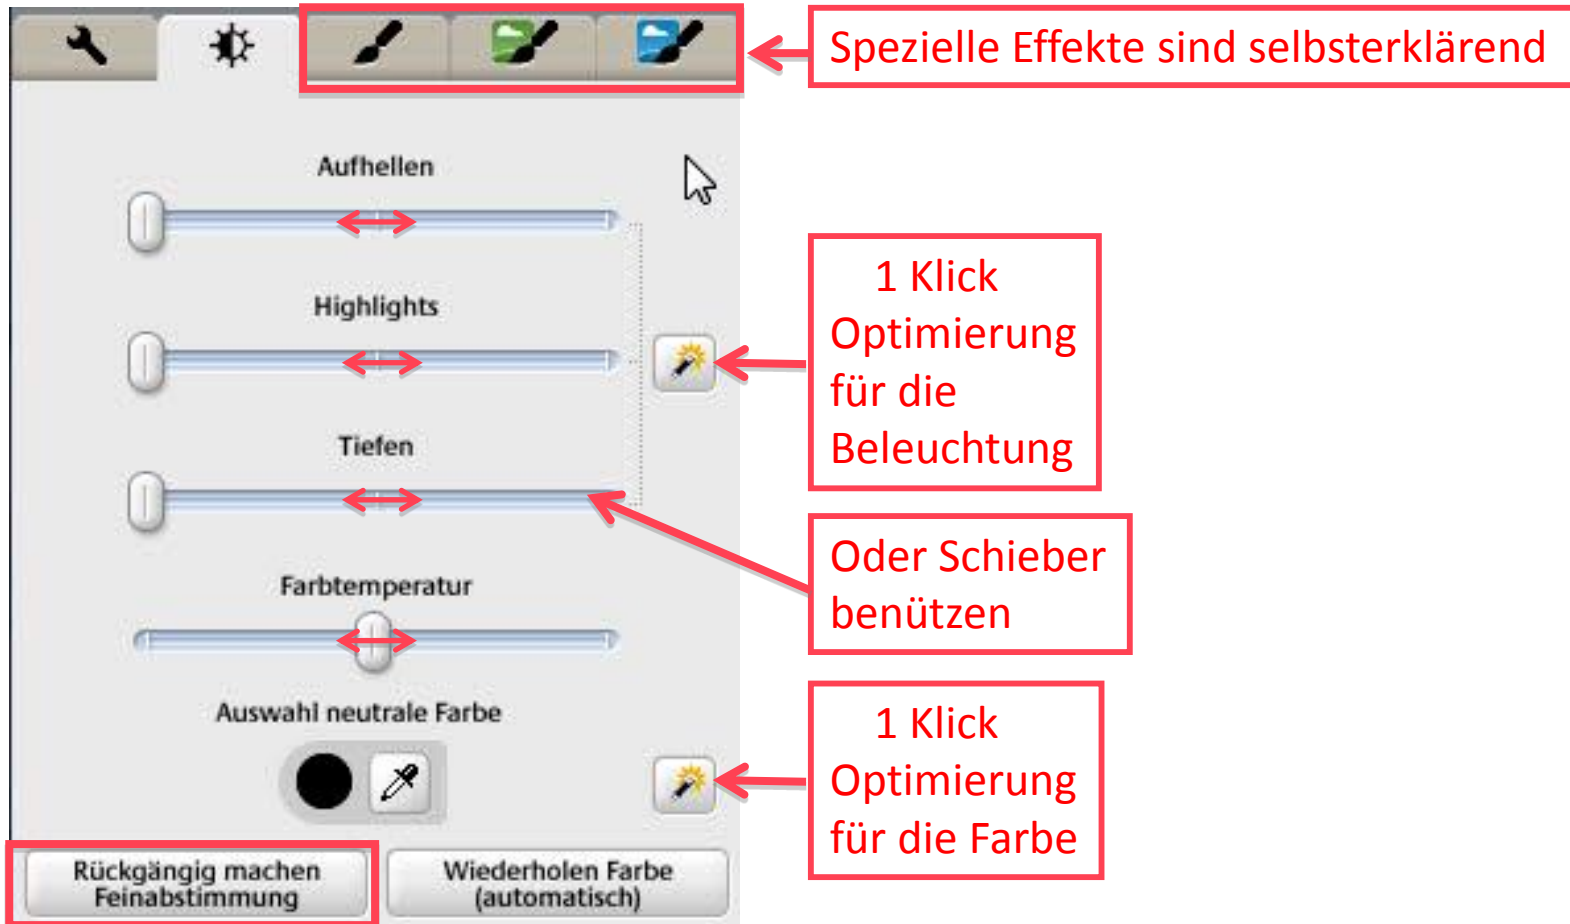 Spezielle Effekte sind selbsterklärend
Aufhellen
Highlights
1 Klick
Optimierung
für die
Beleuchtung
Tiefen
Oder Schieber
benützen
Farbtemperatur
Auswahl neutrale Farbe
1 Klick
Optimierung
für die Farbe
Rückgängig machen
Feinabstimmung
Wiederholen Farbe
(automatisch)